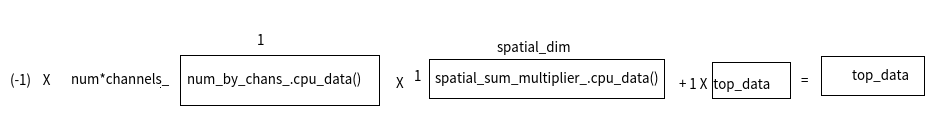 1
spatial_dim
(-1) X num*channels_ num_by_chans_.cpu_data() X 1 spatial_sum_multiplier_.cpu_data() + 1 X top_data = top_data